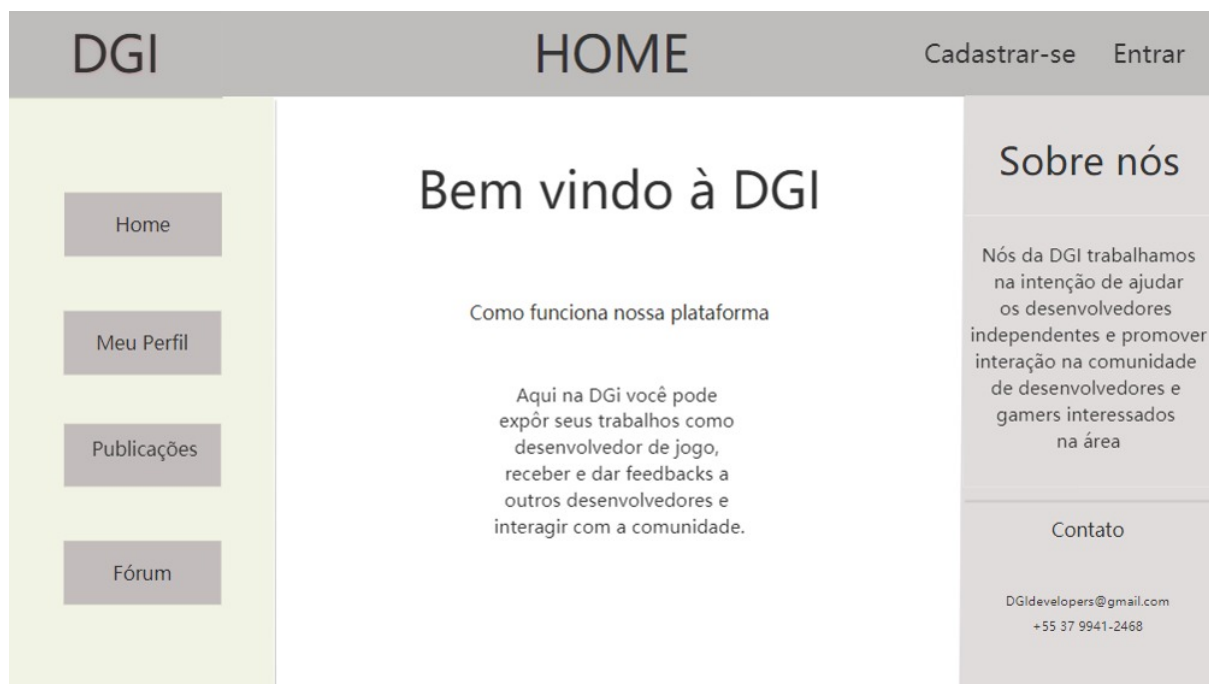 DGI
HOME
Cadastrar-se
Entrar
Home
Meu Perfil
Publicações
Fórum
Bem vindo à DGI
Como funciona nossa plataforma
Aqui na DGi você pode
expôr seus trabalhos como
desenvolvedor de jogo,
receber e dar feedbacks a
outros desenvolvedores e
interagir com a comunidade.
Sobre nós
Nós da DGI trabalhamos
na intenção de ajudar
os desenvolvedores
independentes e promover
interação na comunidade
de desenvolvedores e
gamers interessados
na área
Contato
DGIdevelopers@gmail.com
+55 37 9941-2468